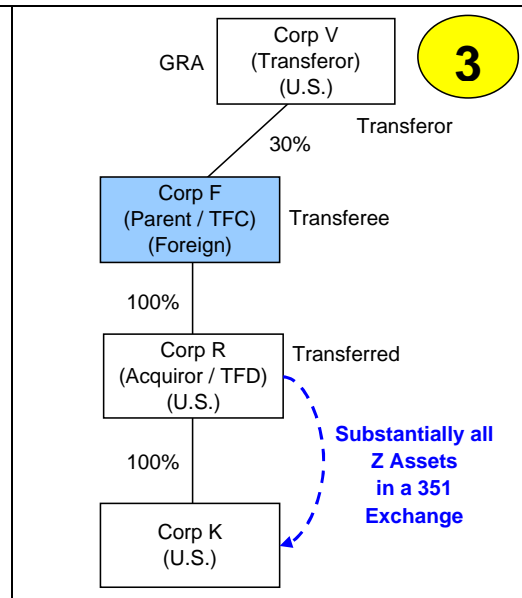 Corp V
(Transferor)
(U.S.)
GRA
3
Transferor
30%
Corp F
(Parent / TFC)
(Foreign)
Transferee
100%
Corp R
(Acquiror / TFD)
(U.S.)
Transferred
Substantially all
Z Assets
in a 351
Exchange
100%
Corp K
(U.S.)